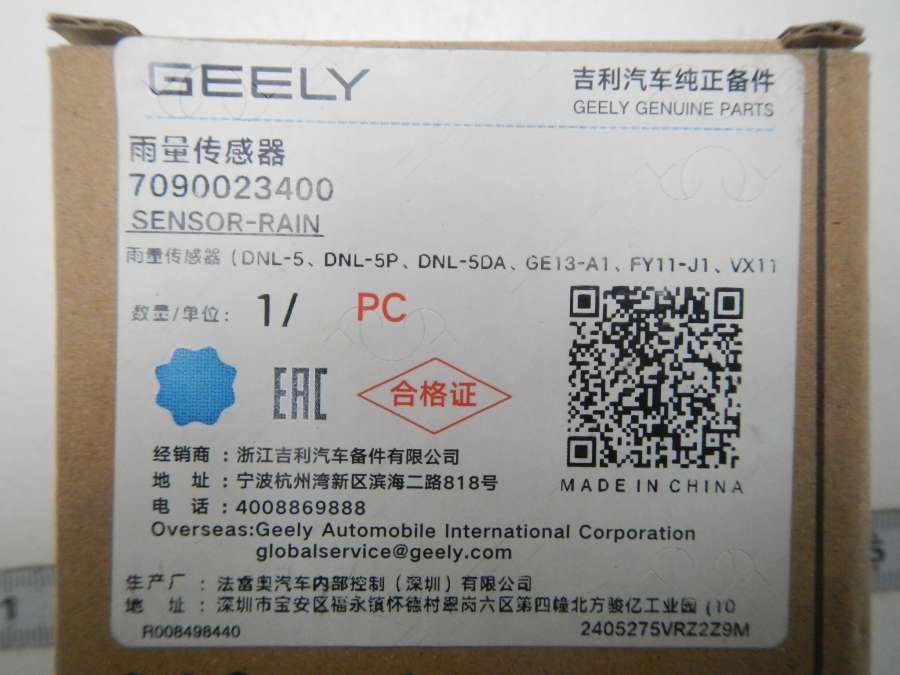 GEELY
吉利汽车纯正备件
GEELY GENUINE PARTS
雨量传感器
7090023400
SENSOR-RAIN
雨量传感器 (DNL-5、DNL-5P、DNL-5DA、GE13-A1、FY11-J1、VX11
数量/单位: 1/ PC
EAC
合格证
MADE IN CHINA
经销商:浙江吉利汽车备件有限公司
地 址:宁波杭州湾新区滨海二路818号
电 话:4008869888
Overseas:Geely Automobile International Corporation
globalservice@geely.com
生产厂:法雷奥汽车内部控制(深圳)有限公司
地 址:深圳市宝安区福永镇怀德村翠岗六区第四幢北方骏亿工业园 (10
R008498440
2405275VRZ2Z9M
1